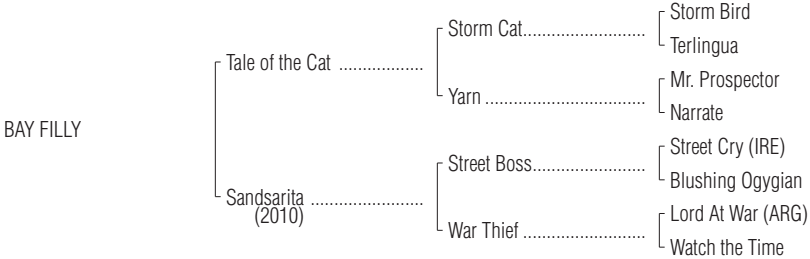 Storm Bird
Storm Cat..........................
Terlingua
Tale of the Cat ..................
Mr. Prospector
Yarn ..................................
Narrate
BAY FILLY
Street Cry (IRE)
Street Boss........................
Blushing Ogygian
Sandsarita ........................
(2010)
Lord At War (ARG)
War Thief ..........................
Watch the Time